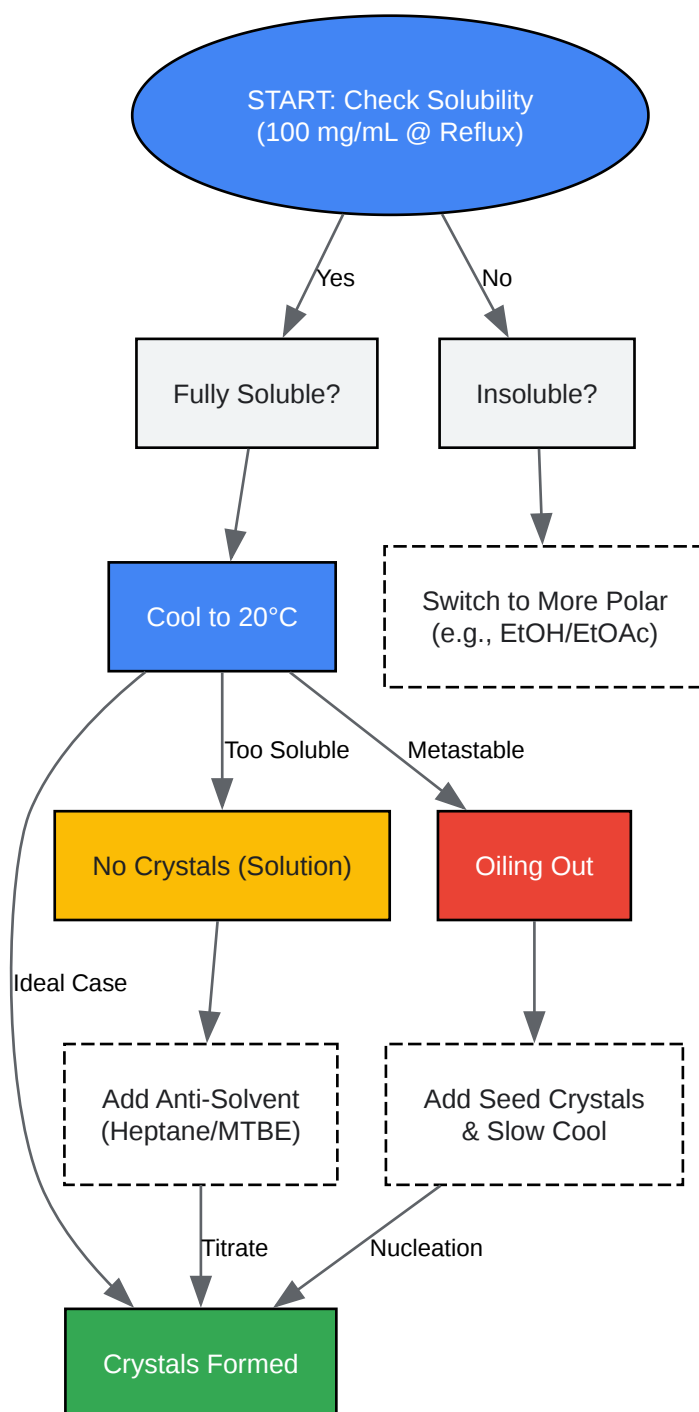 START: Check Solubility
(100 mg/mL @ Reflux)
Yes
No
Fully Soluble?
Insoluble?
Cool to 20°C
Switch to More Polar
(e.g., EtOH/EtOAc)
Too Soluble
Metastable
No Crystals (Solution)
Oiling Out
Ideal Case
Add Anti-Solvent
(Heptane/MTBE)
Add Seed Crystals
& Slow Cool
Titrate
Nucleation
Crystals Formed